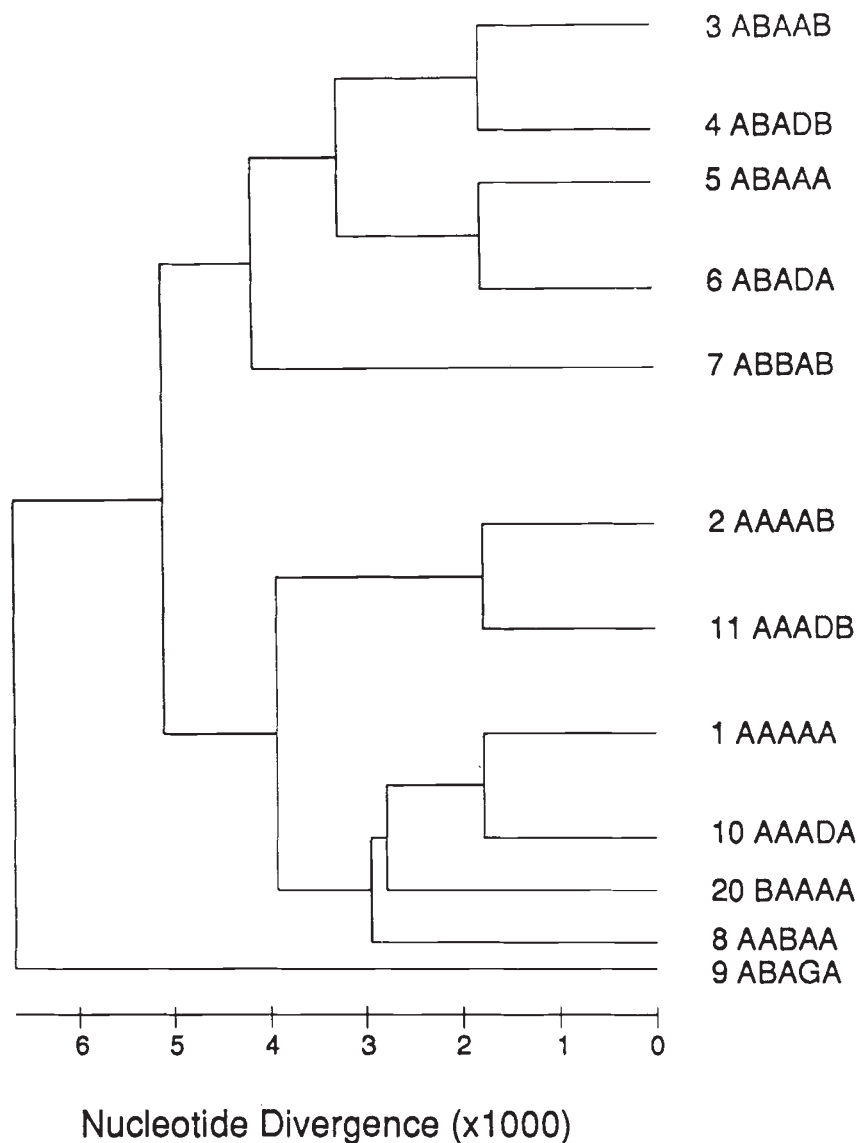 3 ABAAB
4 ABADB
5 ABAAA
6 ABADA
7 ABBAB
2 AAAAB
11 AAADB
1 AAAAA
10 AAADA
20 BAAAA
8 AABAA
9 ABAGA
6 5 4 3 2 1 0
Nucleotide Divergence (x1000)